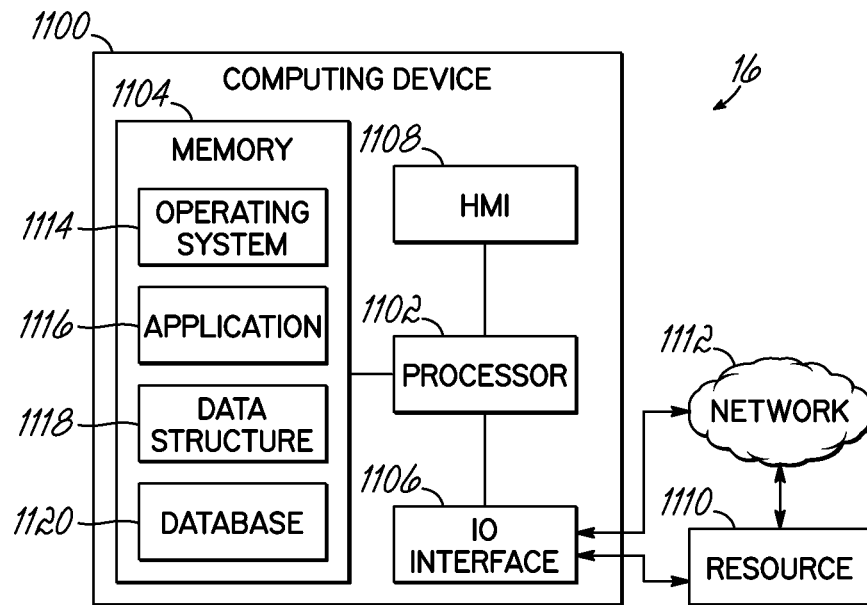 1100
COMPUTING DEVICE
16
1104
MEMORY
1108
HMI
1114
OPERATING
SYSTEM
1116
APPLICATION
1102
PROCESSOR
1112
NETWORK
1118
DATA
STRUCTURE
1106
IO
INTERFACE
1110
RESOURCE
1120
DATABASE